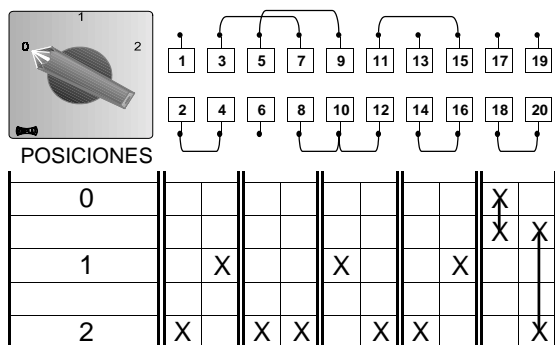 1
0 2
1 3 5 7 9 11 13 15 17 19
2 4 6 8 10 12 14 16 18 20
POSICIONES
0 X
X X
1 X X X
2 X X X X X X